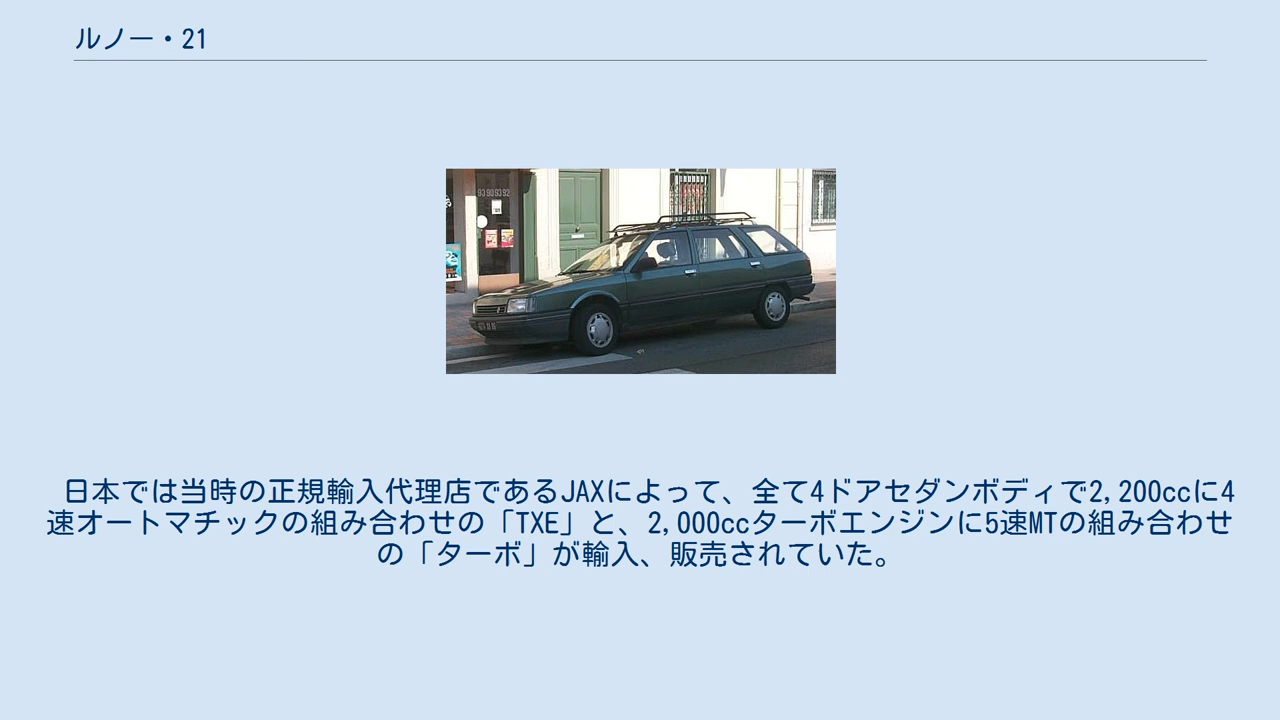 ルノー・21
93 90 93 92
日本では当時の正規輸入代理店であるJAXによって、全て4ドアセダンボディで2,200ccに4
速オートマチックの組み合わせの「TXE」と、2,000ccターボエンジンに5速MTの組み合わせ
の「ターボ」が輸入、販売されていた。